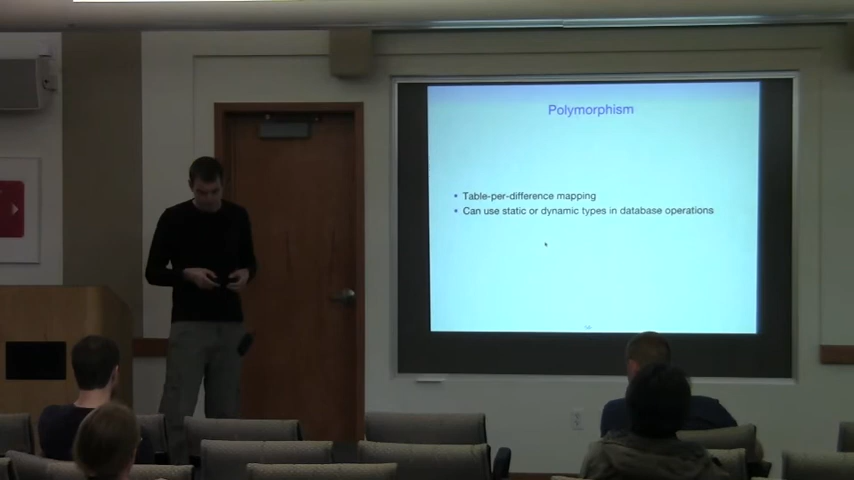 Polymorphism
• Table-per-difference mapping
• Can use static or dynamic types in database operations